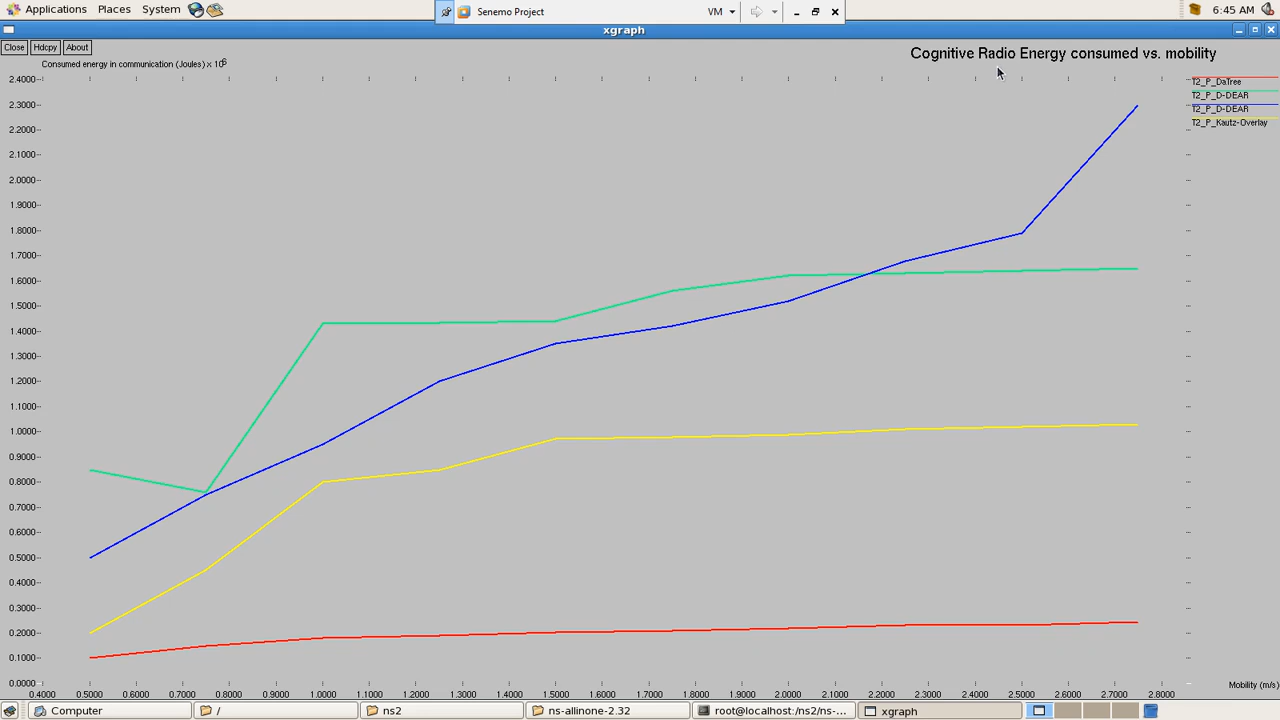 Applications Places System
Senemo Project
VM
6:45 AM
xgraph
Close Hdcpy About
Cognitive Radio Energy consumed vs. mobility
Consumed energy in communication (Joules) x 10^6
T2_P_DaTree
T2_P_D-DEAR
T2_P_D-DEAR
T2_P_Kautz-Overlay
2.4000
2.3000
2.2000
2.1000
2.0000
1.9000
1.8000
1.7000
1.6000
1.5000
1.4000
1.3000
1.2000
1.1000
1.0000
0.9000
0.8000
0.7000
0.6000
0.5000
0.4000
0.3000
0.2000
0.1000
0.0000
Mobility (m/s)
0.4000 0.5000 0.6000 0.7000 0.8000 0.9000 1.0000 1.1000 1.2000 1.3000 1.4000 1.5000 1.6000 1.7000 1.8000 1.9000 2.0000 2.1000 2.2000 2.3000 2.4000 2.5000 2.6000 2.7000 2.8000
Computer / ns2 ns-allinone-2.32 root@localhost:/ns2/ns-... xgraph